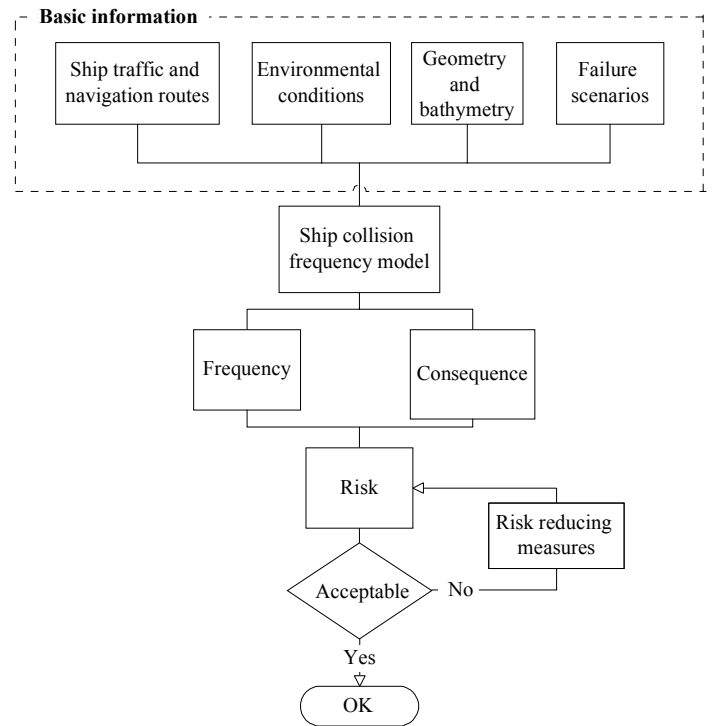 Basic information
Ship traffic and
navigation routes
Environmental
conditions
Geometry
and
bathymetry
Failure
scenarios
Ship collision
frequency model
Frequency
Consequence
Risk
Risk reducing
measures
Acceptable
No
Yes
OK